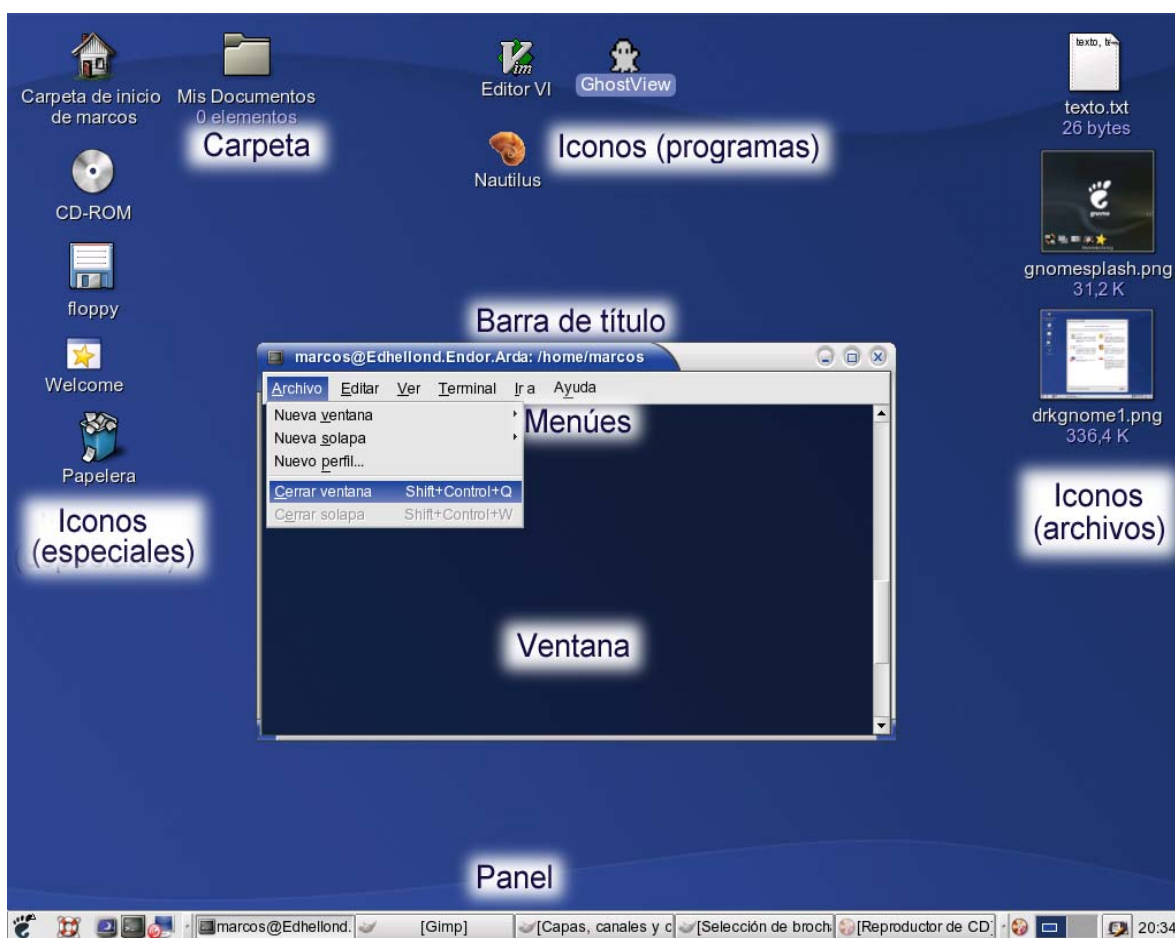 Carpeta de inicio
de marcos
Mis Documentos
0 elementos
Carpeta
Editor VI
GhostView
Iconos (programas)
Nautilus
texto, tr
texto.txt
26 bytes
CD-ROM
gnome
gnomesplash.png
31,2 K
floppy
Barra de título
marcos@Edhellond.Endor.Arda: /home/marcos
Archivo Editar Ver Terminal Ir a Ayuda
Menúes
Nueva ventana
Nueva solapa
Nuevo perfil...
Cerrar ventana Shift+Control+Q
Cerrar solapa Shift+Control+W
Welcome
Papelera
Iconos
(especiales)
drkgnome1.png
336,4 K
Iconos
(archivos)
Ventana
Panel
marcos@Edhellond.
[Gimp]
[Capas, canales y c
[Selección de broch
[Reproductor de CD]
20:34